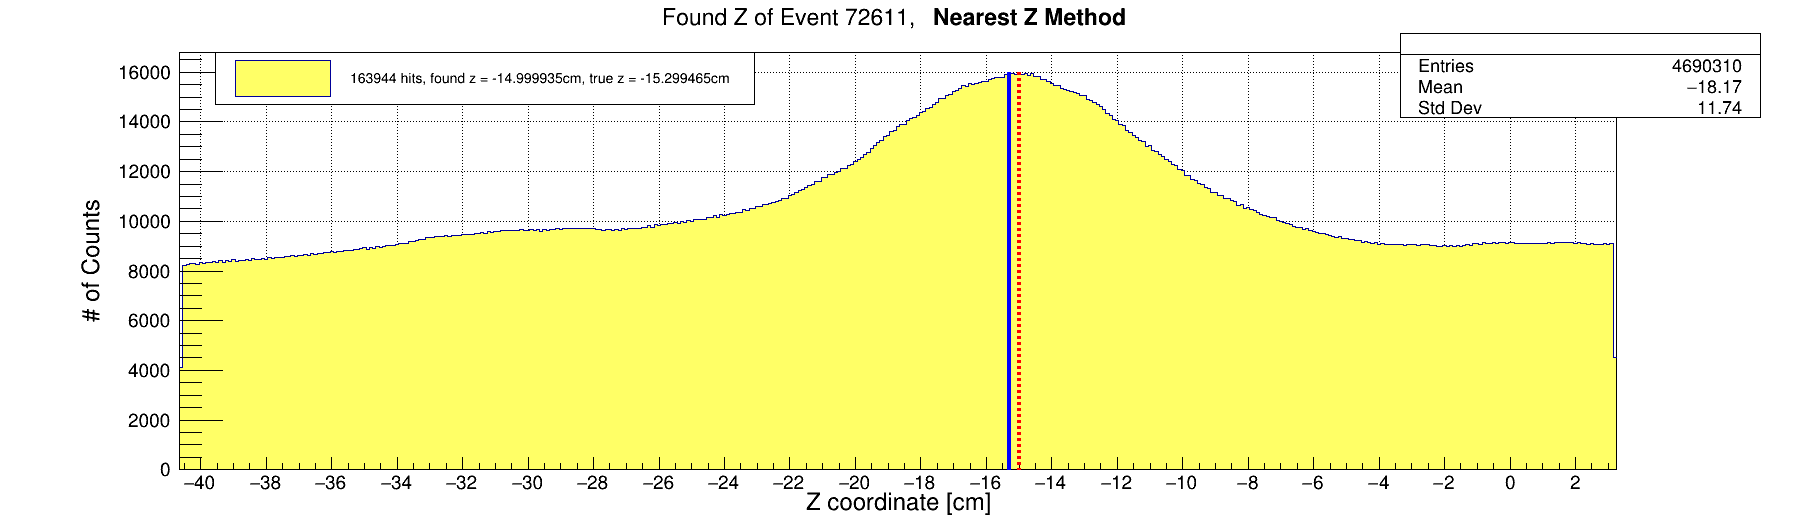 Found Z of Event 72611, Nearest Z Method
163944 hits, found z = -14.999935cm, true z = -15.299465cm
Entries 4690310
Mean −18.17
Std Dev 11.74
# of Counts
16000
14000
12000
10000
8000
6000
4000
2000
0
−40 −38 −36 −34 −32 −30 −28 −26 −24 −22 −20 −18 −16 −14 −12 −10 −8 −6 −4 −2 0 2
Z coordinate [cm]